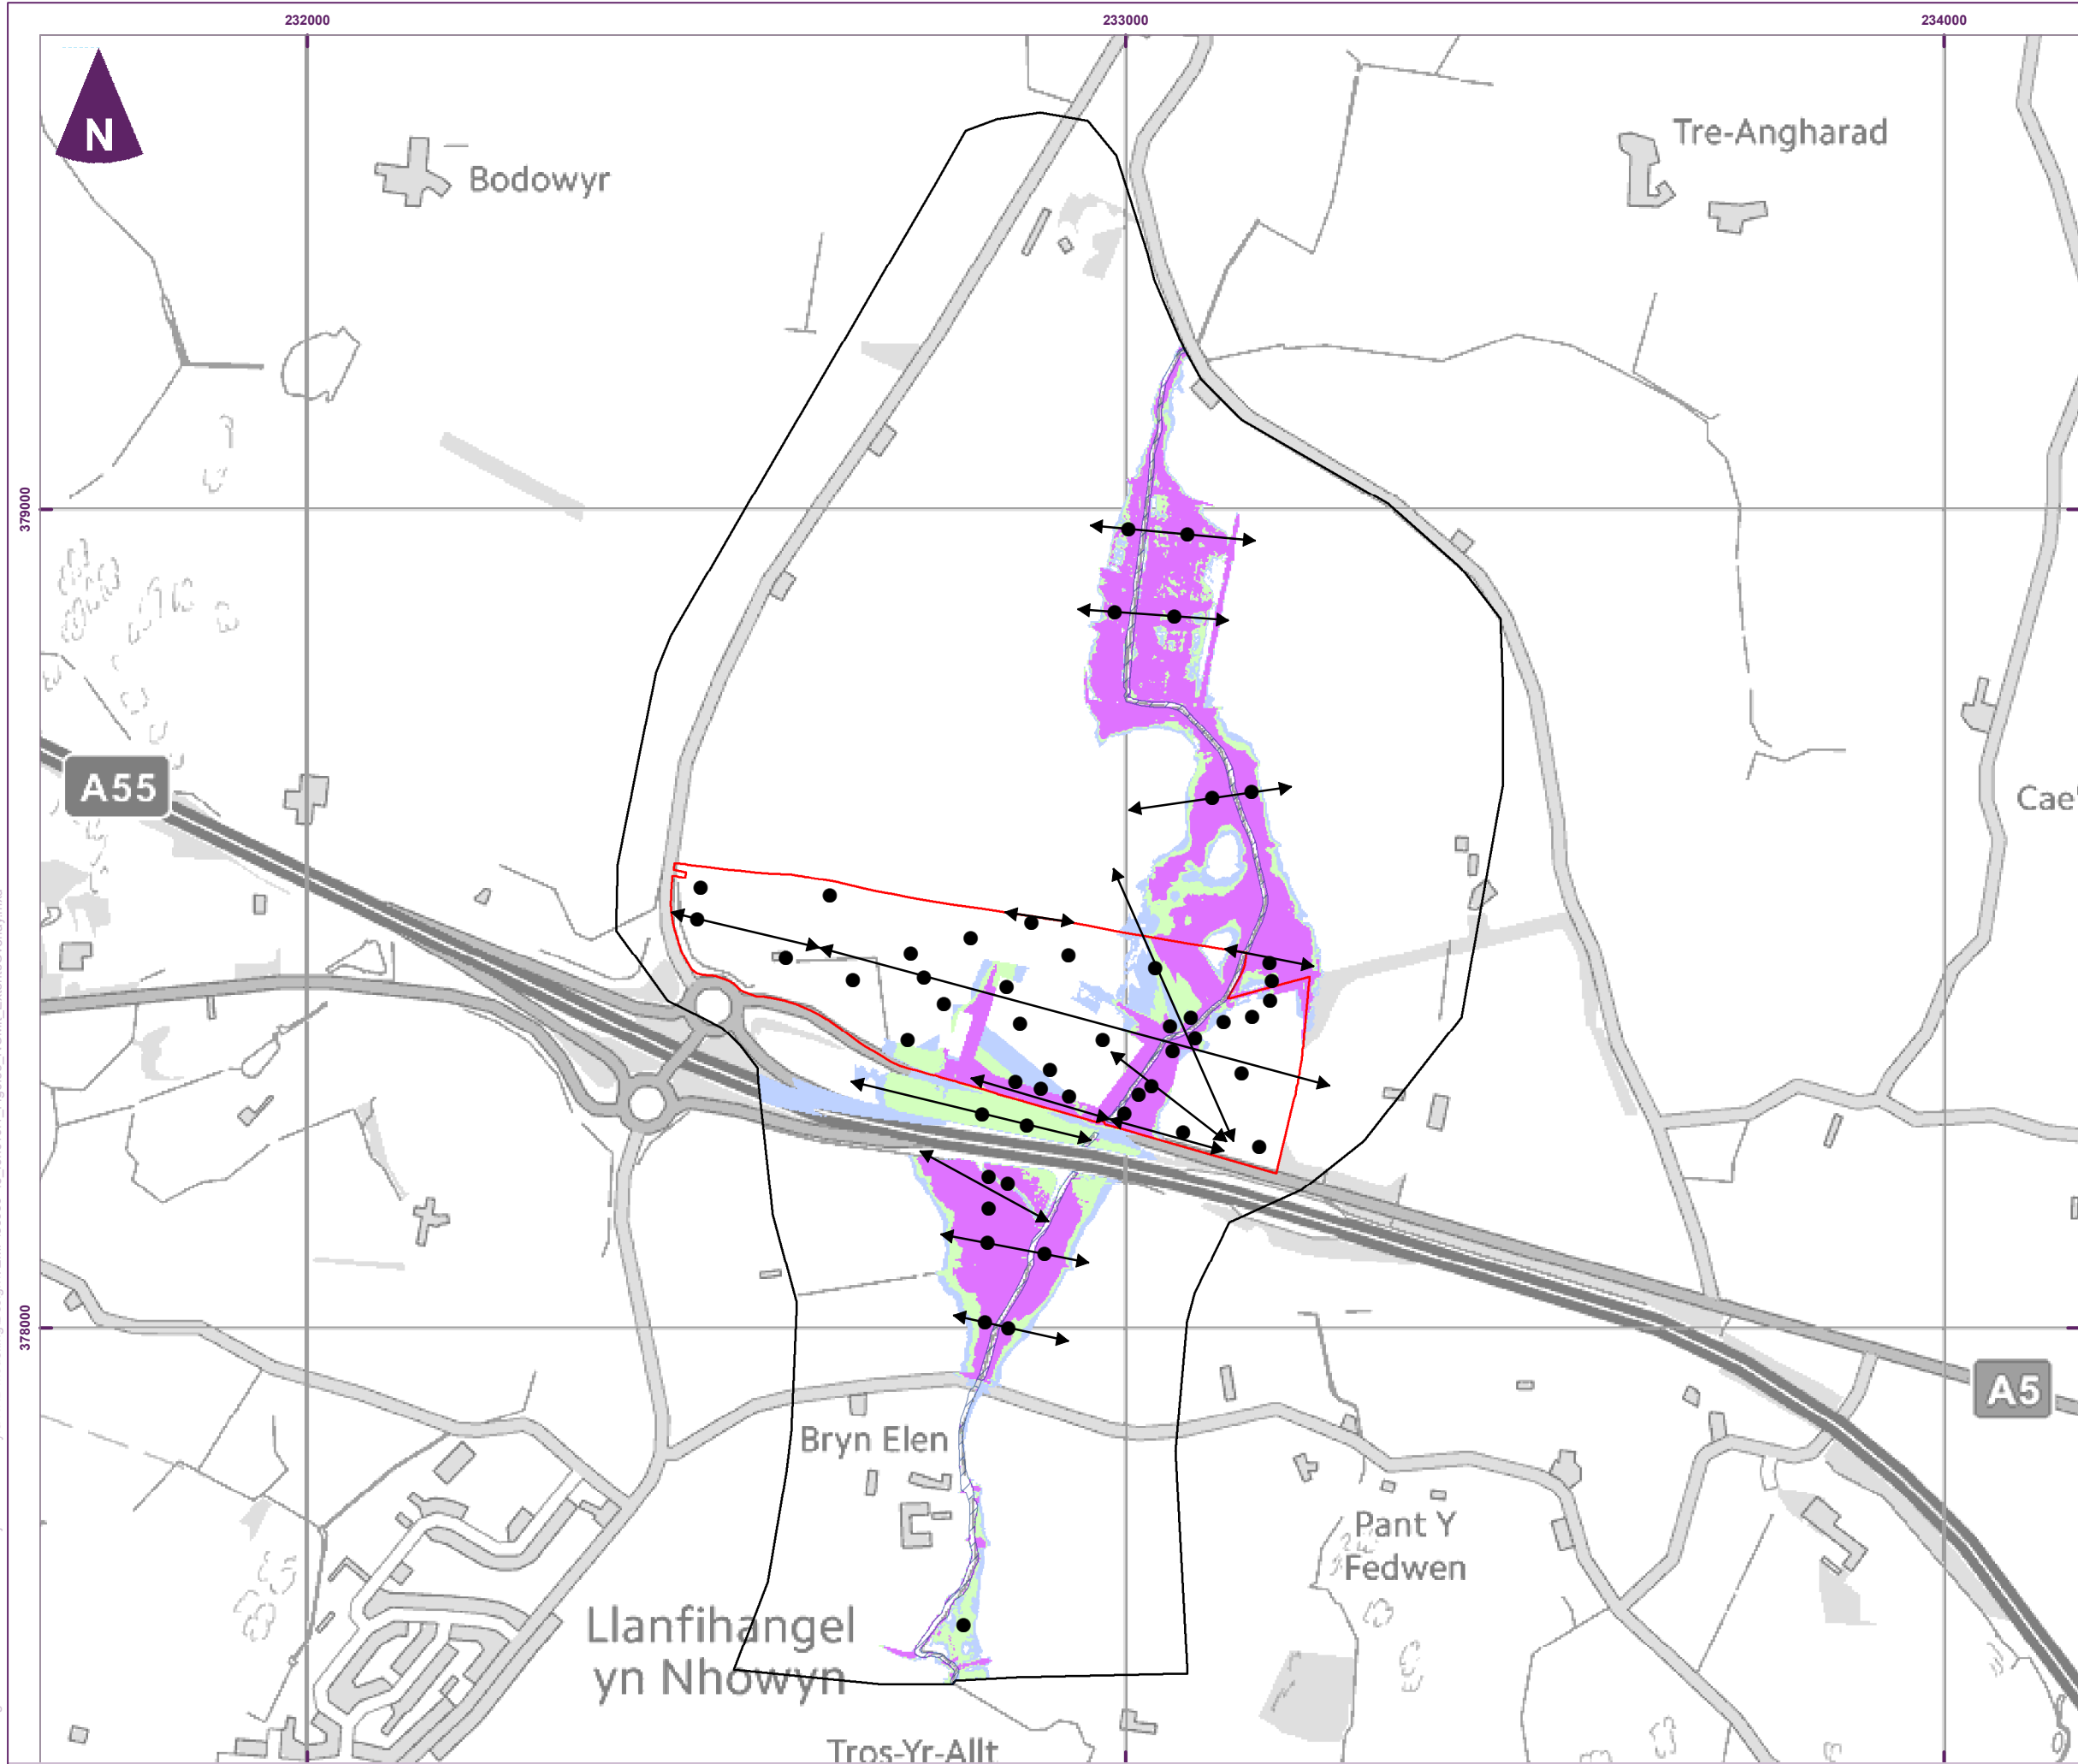 232000
233000
234000
N
Bodowyr
Tre-Angharad
379000
A55
Cae'
378000
A5
Bryn Elen
Pant Y
Fedwen
Llanfihangel
yn Nhowyn
Tros-Yr-Allt